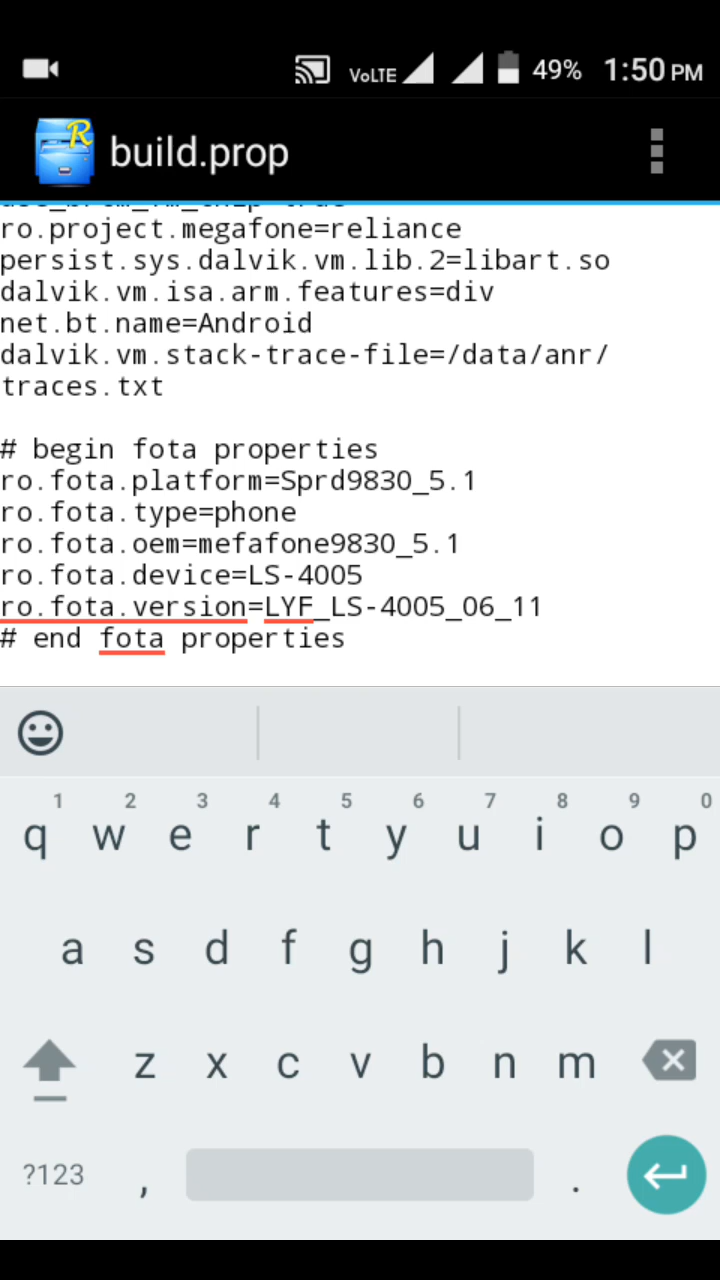 VoLTE 49% 1:50 PM
R build.prop
ro.project.megafone=reliance
persist.sys.dalvik.vm.lib.2=libart.so
dalvik.vm.isa.arm.features=div
net.bt.name=Android
dalvik.vm.stack-trace-file=/data/anr/
traces.txt
# begin fota properties
ro.fota.platform=Sprd9830_5.1
ro.fota.type=phone
ro.fota.oem=mefafone9830_5.1
ro.fota.device=LS-4005
ro.fota.version=LYF_LS-4005_06_11
# end fota properties
1 2 3 4 5 6 7 8 9 0
q w e r t y u i o p
a s d f g h j k l
z x c v b n m
?123 , .